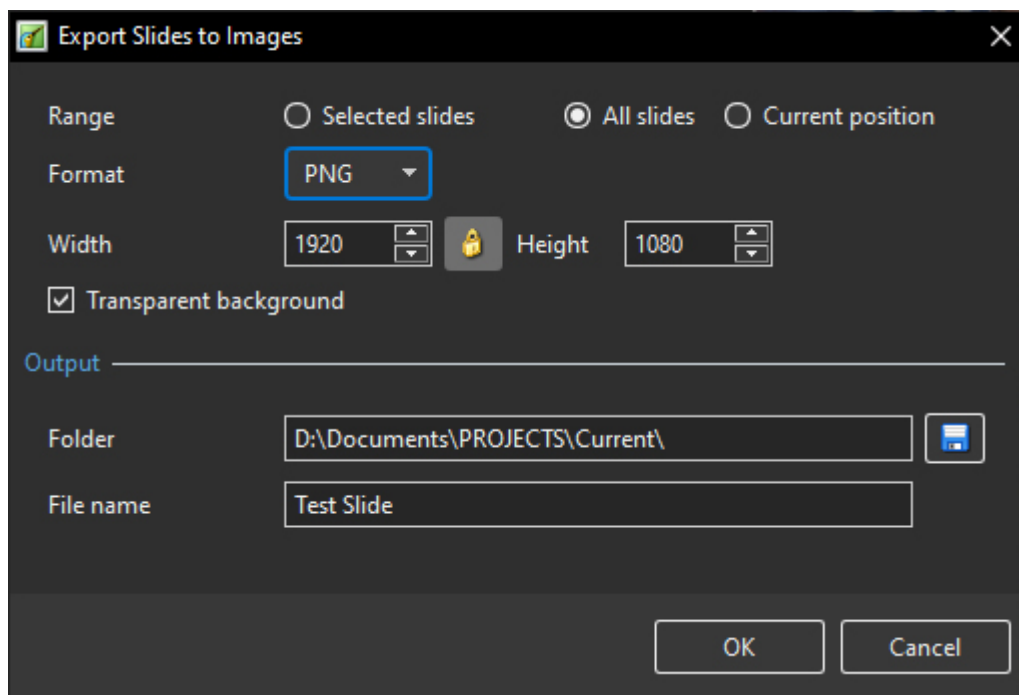 Export Slides to Images
Range Selected slides All slides Current position
Format PNG
Width 1920 Height 1080
Transparent background
Output
Folder D:\Documents\PROJECTS\Current\
File name Test Slide
OK Cancel